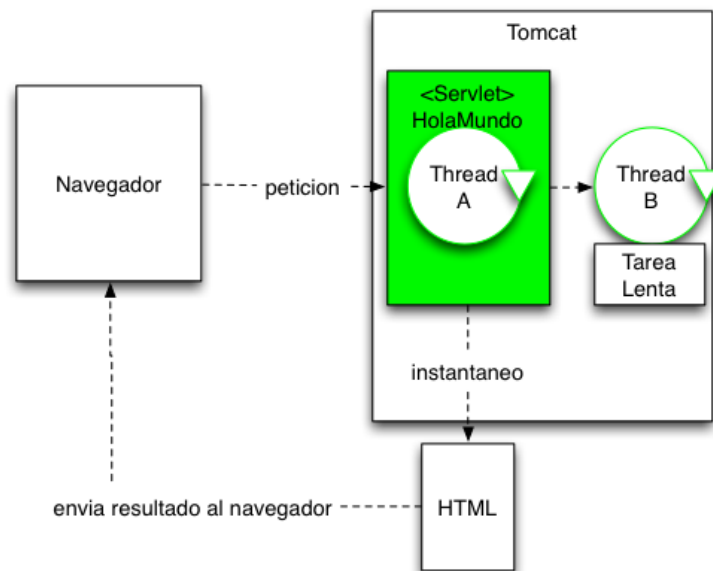 Tomcat
<Servlet>
HolaMundo
Navegador
peticion
Thread
A
Thread
B
Tarea
Lenta
instantaneo
envia resultado al navegador
HTML